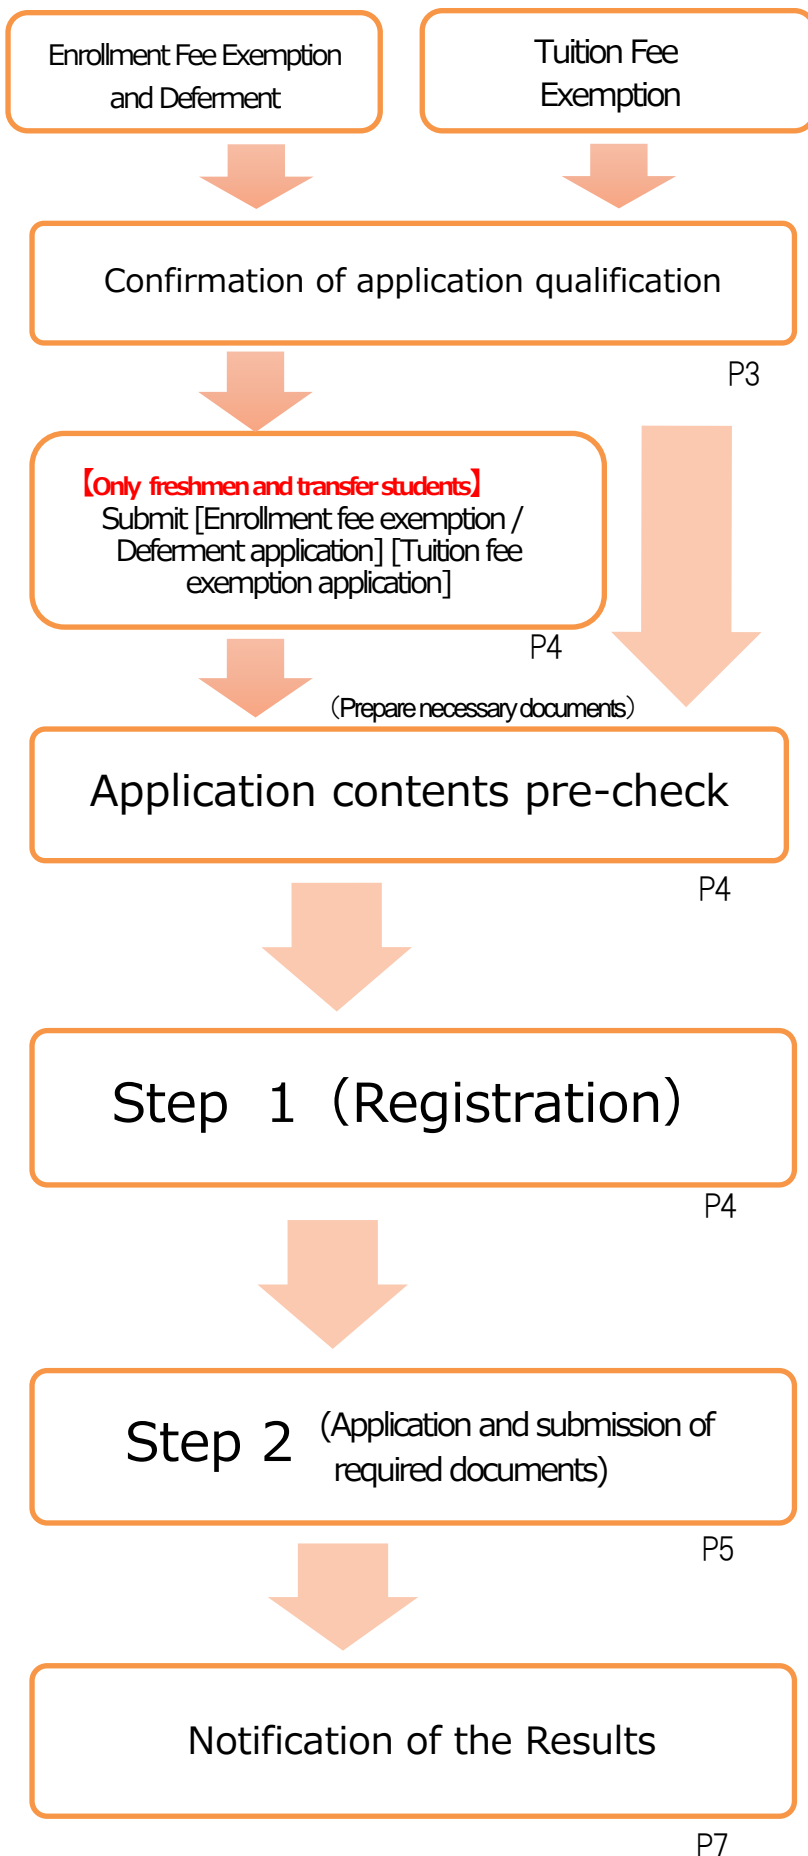 Enrollment Fee Exemption
and Deferment
Tuition Fee
Exemption
Confirmation of application qualification
P3
【Only freshmen and transfer students】
Submit [Enrollment fee exemption /
Deferment application] [Tuition fee
exemption application]
P4
（Prepare necessary documents）
Application contents pre-check
P4
Step 1（Registration）
P4
Step 2 (Application and submission of
required documents)
P5
Notification of the Results
P7